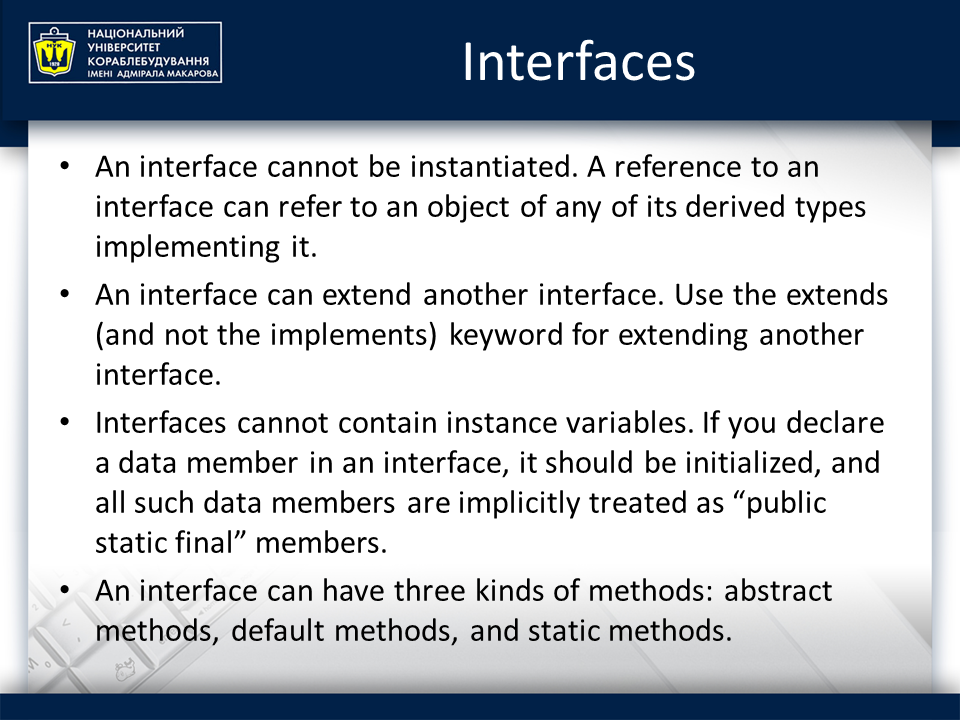 НАЦІОНАЛЬНИЙ
УНІВЕРСИТЕТ
КОРАБЛЕБУДУВАННЯ
ІМЕНІ АДМІРАЛА МАКАРОВА
НУК
1920
Interfaces
• An interface cannot be instantiated. A reference to an
interface can refer to an object of any of its derived types
implementing it.
• An interface can extend another interface. Use the extends
(and not the implements) keyword for extending another
interface.
• Interfaces cannot contain instance variables. If you declare
a data member in an interface, it should be initialized, and
all such data members are implicitly treated as “public
static final” members.
• An interface can have three kinds of methods: abstract
methods, default methods, and static methods.